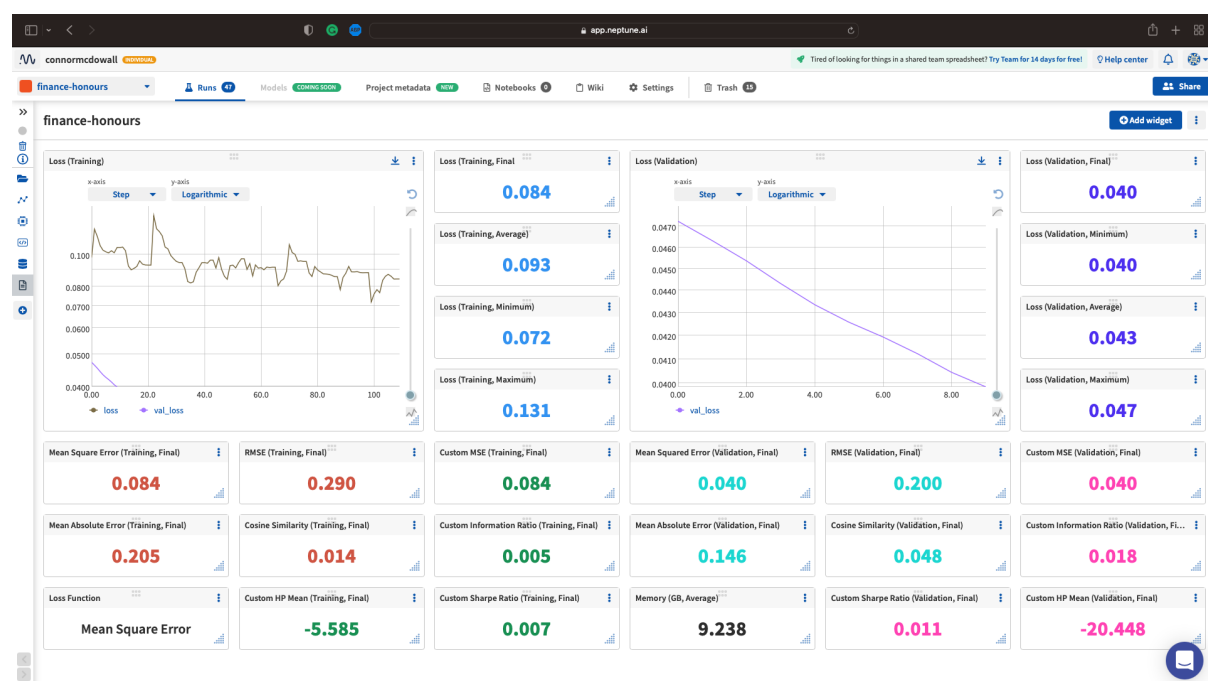 app.neptune.ai
connormcdowall INDIVIDUAL
Tired of looking for things in a shared team spreadsheet? Try Team for 14 days for free!
Help center
finance-honours
Runs 47
Models COMING SOON
Project metadata NEW
Notebooks 0
Wiki
Settings
Trash 15
Share
finance-honours
Add widget
Loss (Training)
x-axis
y-axis
Step
Logarithmic
0.100
0.0800
0.0700
0.0600
0.0500
0.0400
0.00 20.0 40.0 60.0 80.0 100
loss val_loss
Loss (Training, Final
0.084
Loss (Training, Average)
0.093
Loss (Training, Minimum)
0.072
Loss (Training, Maximum)
0.131
Loss (Validation)
x-axis
y-axis
Step
Logarithmic
0.0470
0.0460
0.0450
0.0440
0.0430
0.0420
0.0410
0.0400
0.00 2.00 4.00 6.00 8.00
val_loss
Loss (Validation, Final)
0.040
Loss (Validation, Minimum)
0.040
Loss (Validation, Average)
0.043
Loss (Validation, Maximum)
0.047
Mean Square Error (Training, Final)
0.084
RMSE (Training, Final)
0.290
Custom MSE (Training, Final)
0.084
Mean Squared Error (Validation, Final)
0.040
RMSE (Validation, Final)
0.200
Custom MSE (Validation, Final)
0.040
Mean Absolute Error (Training, Final)
0.205
Cosine Similarity (Training, Final)
0.014
Custom Information Ratio (Training, Final)
0.005
Mean Absolute Error (Validation, Final)
0.146
Cosine Similarity (Validation, Final)
0.048
Custom Information Ratio (Validation, Fi...
0.018
Loss Function
Mean Square Error
Custom HP Mean (Training, Final)
-5.585
Custom Sharpe Ratio (Training, Final)
0.007
Memory (GB, Average)
9.238
Custom Sharpe Ratio (Validation, Final)
0.011
Custom HP Mean (Validation, Final)
-20.448